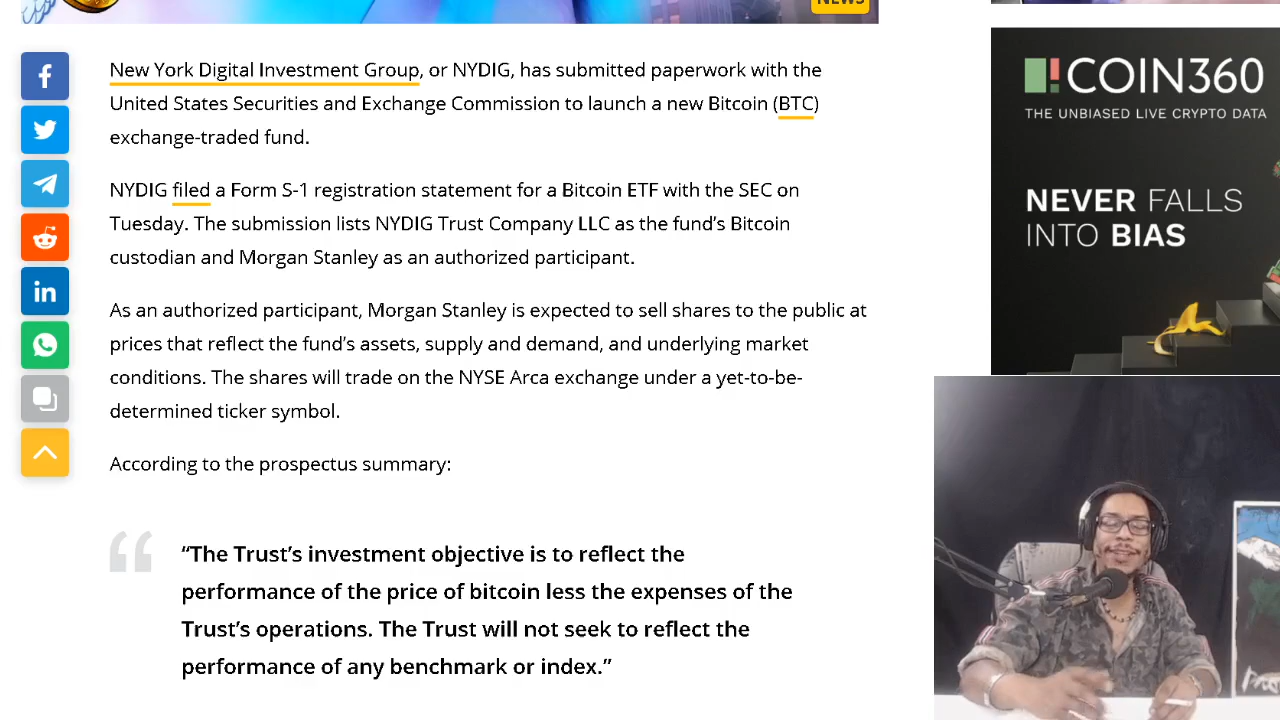 NEWS
New York Digital Investment Group, or NYDIG, has submitted paperwork with the
United States Securities and Exchange Commission to launch a new Bitcoin (BTC)
exchange-traded fund.
NYDIG filed a Form S-1 registration statement for a Bitcoin ETF with the SEC on
Tuesday. The submission lists NYDIG Trust Company LLC as the fund’s Bitcoin
custodian and Morgan Stanley as an authorized participant.
As an authorized participant, Morgan Stanley is expected to sell shares to the public at
prices that reflect the fund’s assets, supply and demand, and underlying market
conditions. The shares will trade on the NYSE Arca exchange under a yet-to-be-
determined ticker symbol.
According to the prospectus summary:
“The Trust’s investment objective is to reflect the
performance of the price of bitcoin less the expenses of the
Trust’s operations. The Trust will not seek to reflect the
performance of any benchmark or index.”
COIN360
THE UNBIASED LIVE CRYPTO DATA
NEVER FALLS
INTO BIAS